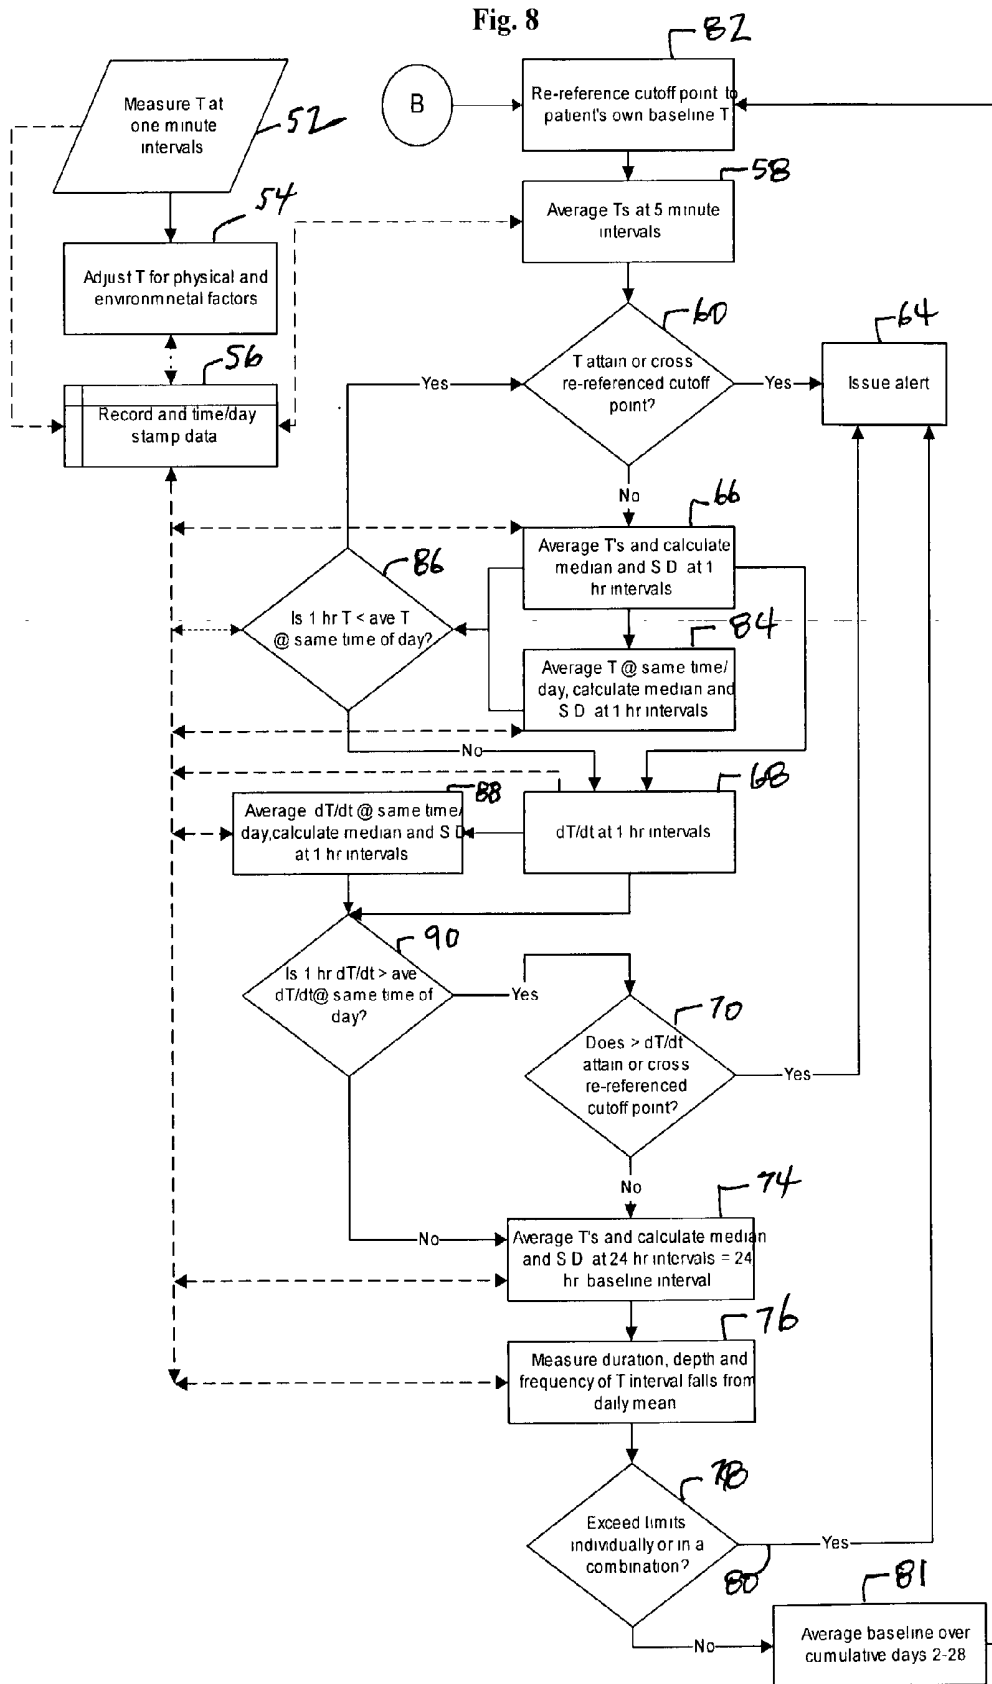 Fig. 8
82
Measure T at
one minute
intervals
52
B
Re-reference cutoff point to
patient's own baseline T
58
54
Average Ts at 5 minute
intervals
Adjust T for physical and
environmnetal factors
60
64
56
T attain or cross
re-referenced cutoff
point?
Yes
Yes
Issue alert
Record and time/day
stamp data
No
66
86
Average T's and calculate
median and S D at 1
hr intervals
Is 1 hr T < ave T
@ same time of day?
84
Average T @ same time/
day, calculate median and
S D at 1 hr intervals
No
68
88
Average dT/dt @ same time/
day,calculate median and S D
at 1 hr intervals
dT/dt at 1 hr intervals
90
Is 1 hr dT/dt > ave
dT/dt@ same time of
day?
Yes
70
Does > dT/dt
attain or cross
re-referenced
cutoff point?
Yes
No
74
No
Average T's and calculate median
and S D at 24 hr intervals = 24
hr baseline interval
76
Measure duration, depth and
frequency of T interval falls from
daily mean
78
Exceed limits
individually or in a
combination?
Yes
80
81
No
Average baseline over
cumulative days 2-28